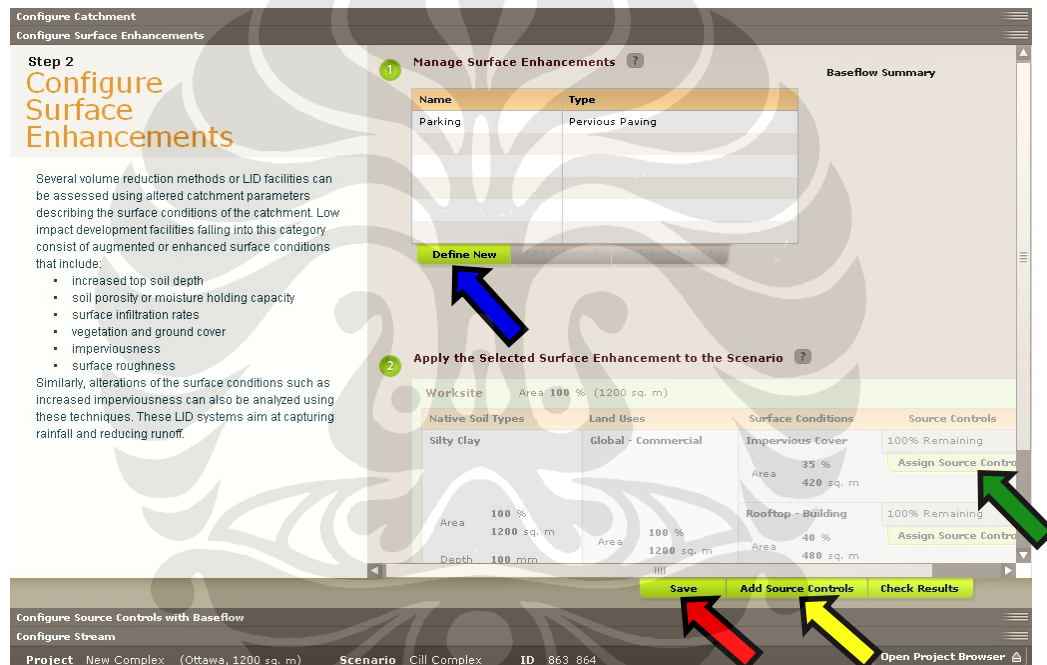 Configure Catchment
Configure Surface Enhancements
Step 2
Configure
Surface
Enhancements
Several volume reduction methods or LID facilities can
be assessed using altered catchment parameters
describing the surface conditions of the catchment. Low
impact development facilities falling into this category
consist of augmented or enhanced surface conditions
that include:
▪ increased top soil depth
▪ soil porosity or moisture holding capacity
▪ surface infiltration rates
▪ vegetation and ground cover
▪ imperviousness
▪ surface roughness
Similarly, alterations of the surface conditions such as
increased imperviousness can also be analyzed using
these techniques. These LID systems aim at capturing
rainfall and reducing runoff.
1 Manage Surface Enhancements ?
Baseflow Summary
Name Type
Parking Pervious Paving
Define New
2 Apply the Selected Surface Enhancement to the Scenario ?
Worksite Area 100 % (1200 sq. m)
Native Soil Types Land Uses Surface Conditions Source Controls
Silty Clay Global - Commercial Impervious Cover 100% Remaining
Area 35 % Assign Source Contro
420 sq. m
Rooftop - Building 100% Remaining
Area 100 % 1200 sq. m
Area 100 % 1200 sq. m
Area 40 % 480 sq. m
Assign Source Contro
Depth 100 mm
Save Add Source Controls Check Results
Configure Source Controls with Baseflow
Configure Stream
Project New Complex (Ottawa, 1200 sq. m) Scenario Cill Complex ID 863_864 Open Project Browser